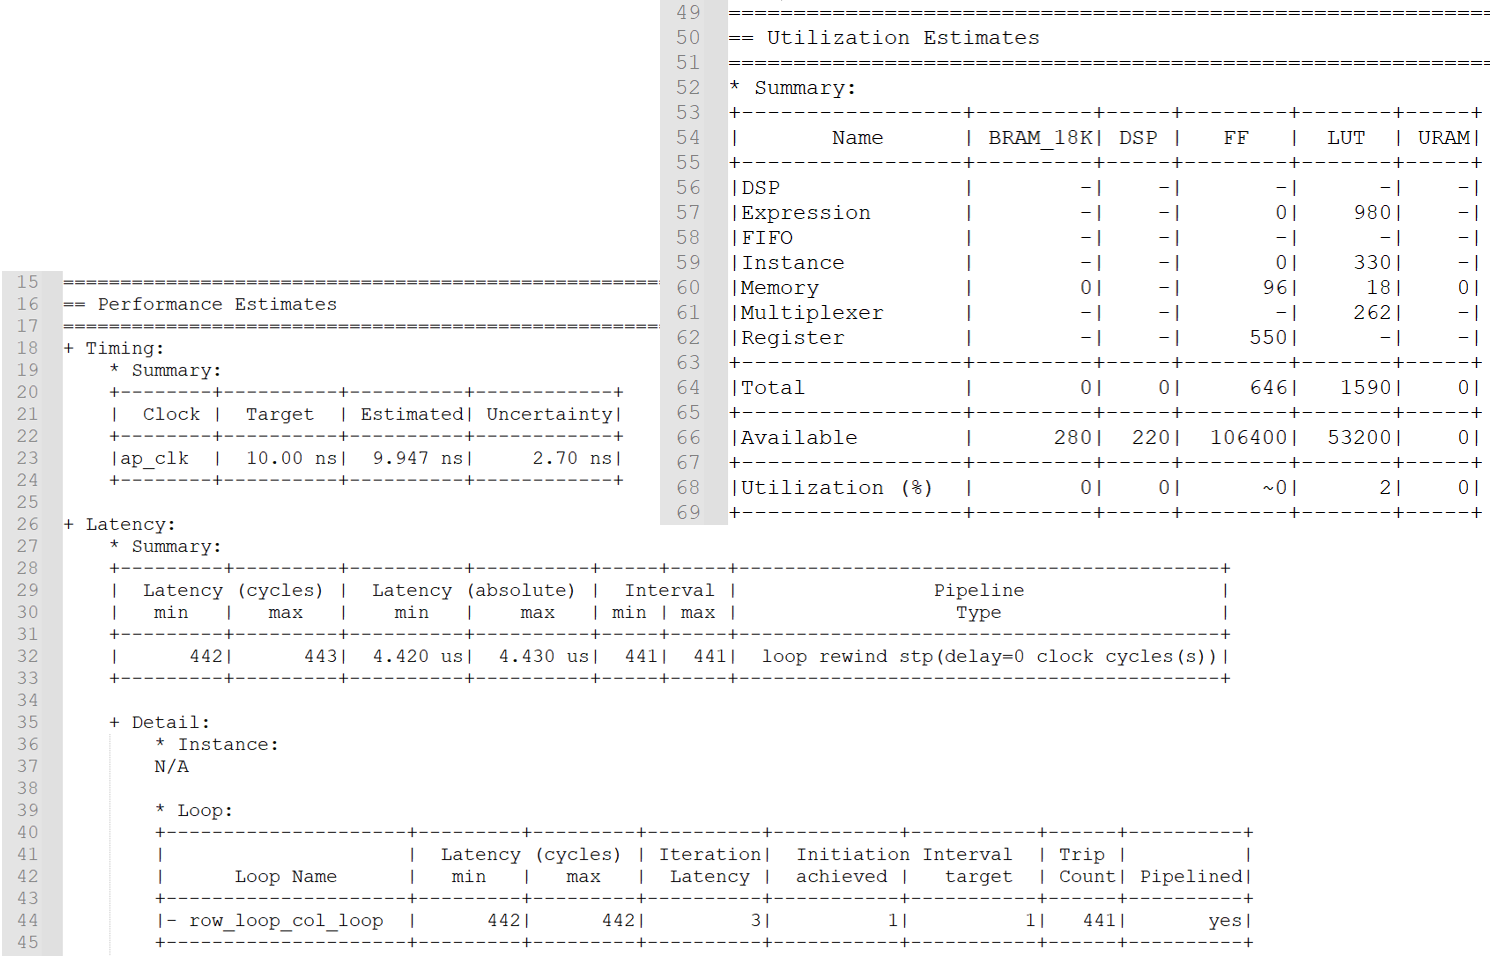 49 ==========================================================
50 == Utilization Estimates
51 ==========================================================
52 * Summary:
53 +------------------+---------+-----+--------+-------+-----+
54 |       Name       | BRAM_18K| DSP |   FF   |  LUT  | URAM|
55 +------------------+---------+-----+--------+-------+-----+
56 |DSP               |        -|    -|       -|      -|    -|
57 |Expression        |        -|    -|       0|    980|    -|
58 |FIFO              |        -|    -|       -|      -|    -|
59 |Instance          |        -|    -|       0|    330|    -|
60 |Memory            |        0|    -|      96|     18|    0|
61 |Multiplexer       |        -|    -|       -|    262|    -|
62 |Register          |        -|    -|     550|      -|    -|
63 +------------------+---------+-----+--------+-------+-----+
64 |Total             |        0|    0|     646|   1590|    0|
65 +------------------+---------+-----+--------+-------+-----+
66 |Available         |      280|  220|  106400|  53200|    0|
67 +------------------+---------+-----+--------+-------+-----+
68 |Utilization (%)   |        0|    0|      ~0|      2|    0|
69 +------------------+---------+-----+--------+-------+-----+
15 ====================================================
16 == Performance Estimates
17 ====================================================
18 + Timing:
19     * Summary:
20     +--------+----------+----------+------------+
21     |  Clock |  Target  | Estimated| Uncertainty|
22     +--------+----------+----------+------------+
23     |ap_clk  |  10.00 ns|  9.947 ns|     2.70 ns|
24     +--------+----------+----------+------------+
25
26 + Latency:
27     * Summary:
28     +---------+---------+----------+----------+-----+-----+------------------------------------------+
29     |  Latency (cycles) |  Latency (absolute) |  Interval |                 Pipeline                 |
30     |   min   |   max   |    min   |    max   | min | max |                   Type                   |
31     +---------+---------+----------+----------+-----+-----+------------------------------------------+
32     |      442|      443|  4.420 us|  4.430 us|  441|  441|  loop rewind stp(delay=0 clock cycles(s))|
33     +---------+---------+----------+----------+-----+-----+------------------------------------------+
34
35     + Detail:
36         * Instance:
37         N/A
38
39         * Loop:
40         +---------------------+---------+---------+----------+-----------+-----------+------+----------+
41         |                     |  Latency (cycles) | Iteration|  Initiation Interval  | Trip |          |
42         |      Loop Name      |   min   |   max   |  Latency |  achieved |   target  | Count| Pipelined|
43         +---------------------+---------+---------+----------+-----------+-----------+------+----------+
44         |- row_loop_col_loop  |      442|      442|         3|          1|          1|   441|       yes|
45         +---------------------+---------+---------+----------+-----------+-----------+------+----------+